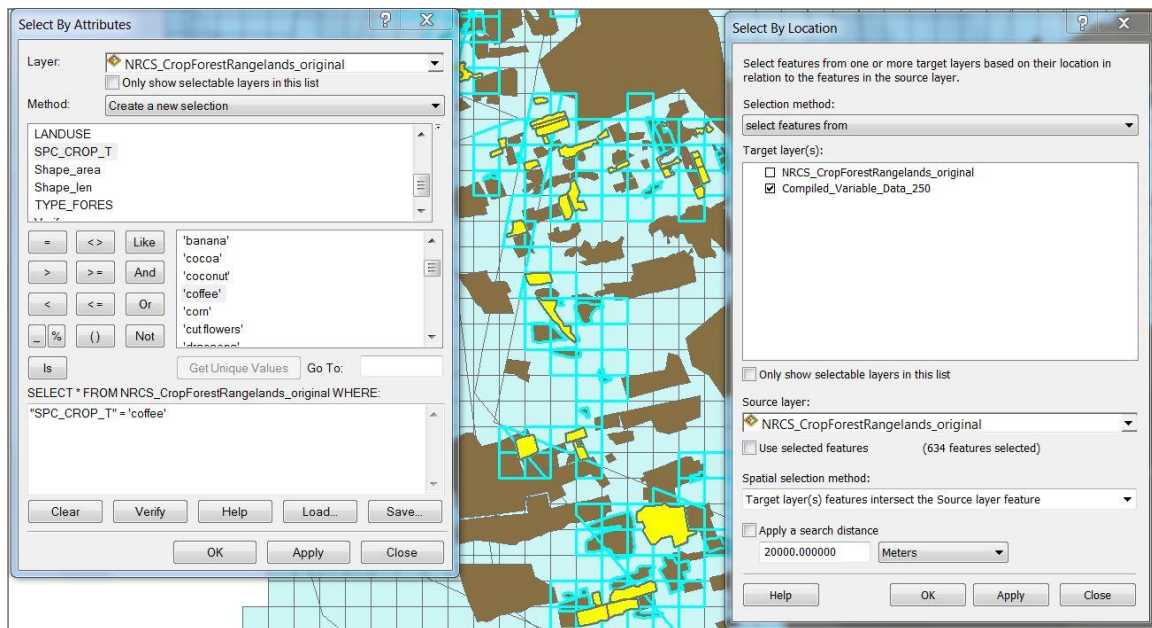 Select By Attributes
Layer: NRCS_CropForestRangelands_original
Only show selectable layers in this list
Method: Create a new selection
LANDUSE
SPC_CROP_T
Shape_area
Shape_len
TYPE_FORES
= <> Like
> >= And
< <= Or
_ % () Not
Is
'banana'
'cocoa'
'coconut'
'coffee'
'corn'
'cut flowers'
Get Unique Values Go To:
SELECT * FROM NRCS_CropForestRangelands_original WHERE:
"SPC_CROP_T" = 'coffee'
Clear Verify Help Load... Save...
OK Apply Close
Select By Location
Select features from one or more target layers based on their location in
relation to the features in the source layer.
Selection method:
select features from
Target layer(s):
NRCS_CropForestRangelands_original
Compiled_Variable_Data_250
Only show selectable layers in this list
Source layer:
NRCS_CropForestRangelands_original
Use selected features (634 features selected)
Spatial selection method:
Target layer(s) features intersect the Source layer feature
Apply a search distance
20000.000000 Meters
Help OK Apply Close